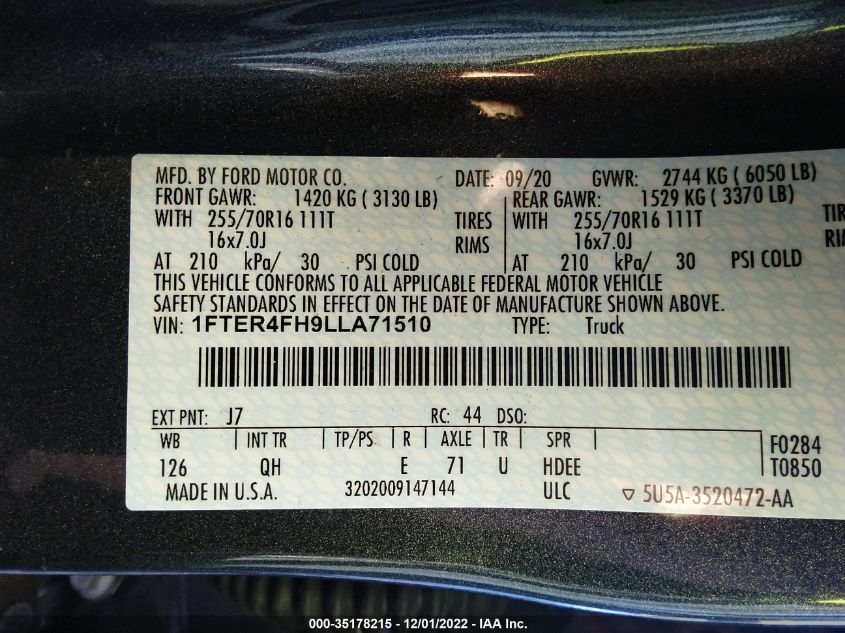 MFD. BY FORD MOTOR CO. DATE: 09/20 GVWR: 2744 KG ( 6050 LB)
FRONT GAWR: 1420 KG ( 3130 LB) REAR GAWR: 1529 KG ( 3370 LB)
WITH 255/70R16 111T TIRES WITH 255/70R16 111T
16x7.0J RIMS 16x7.0J
AT 210 kPa/ 30 PSI COLD AT 210 kPa/ 30 PSI COLD
THIS VEHICLE CONFORMS TO ALL APPLICABLE FEDERAL MOTOR VEHICLE
SAFETY STANDARDS IN EFFECT ON THE DATE OF MANUFACTURE SHOWN ABOVE.
VIN: 1FTER4FH9LLA71510 TYPE: Truck
EXT PNT: J7 RC: 44 DSO:
WB INT TR TP/PS R AXLE TR SPR F0284
126 QH E 71 U HDEE T0850
MADE IN U.S.A. 3202009147144 ULC ▽ 5U5A-3520472-AA
000-35178215 - 12/01/2022 - IAA Inc.